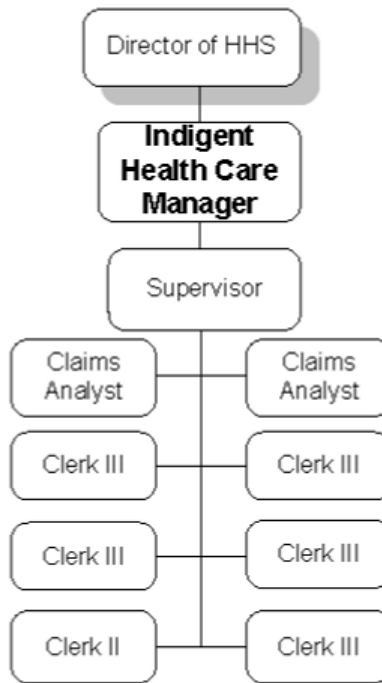 Director of HHS
Indigent
Health Care
Manager
Supervisor
Claims
Analyst
Claims
Analyst
Clerk III
Clerk III
Clerk III
Clerk III
Clerk II
Clerk III